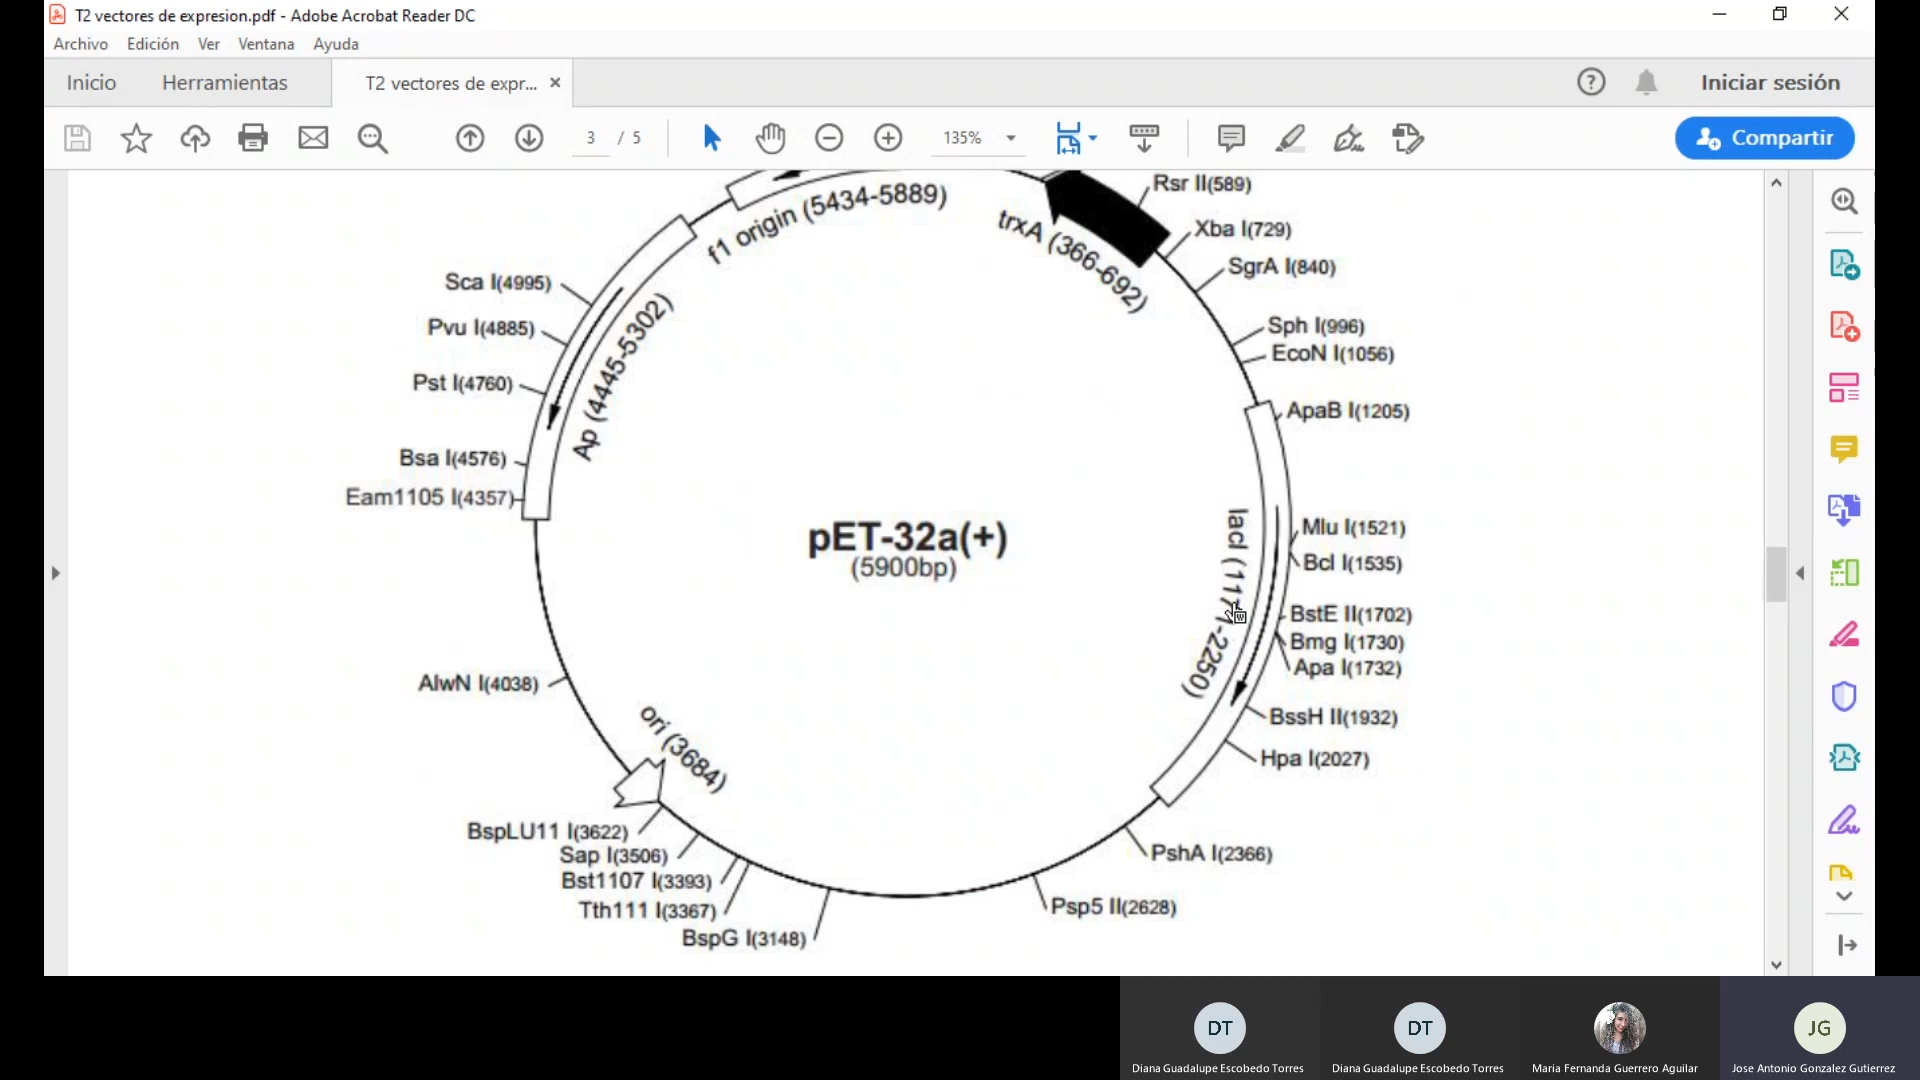 T2 vectores de expresion.pdf - Adobe Acrobat Reader DC
Archivo Edición Ver Ventana Ayuda
Inicio Herramientas T2 vectores de expr... × Iniciar sesión
3 / 5 135% Compartir
Rsr II(589)
f1 origin (5434-5889)
trxA (366-692)
Xba I(729)
SgrA I(840)
Sca I(4995)
Pvu I(4885)
Sph I(996)
EcoN I(1056)
Pst I(4760)
Ap (4445-5302)
ApaB I(1205)
Bsa I(4576)
Eam1105 I(4357)
pET-32a(+)
(5900bp)
Mlu I(1521)
Bcl I(1535)
BstE II(1702)
Bmg I(1730)
Apa I(1732)
AlwN I(4038)
ori (3684)
BssH II(1932)
Hpa I(2027)
BspLU11 I(3622)
Sap I(3506)
PshA I(2366)
Bst1107 I(3393)
Tth111 I(3367)
Psp5 II(2628)
BspG I(3148)
DT DT JG
Diana Guadalupe Escobedo Torres Diana Guadalupe Escobedo Torres Maria Fernanda Guerrero Aguilar Jose Antonio Gonzalez Gutierrez